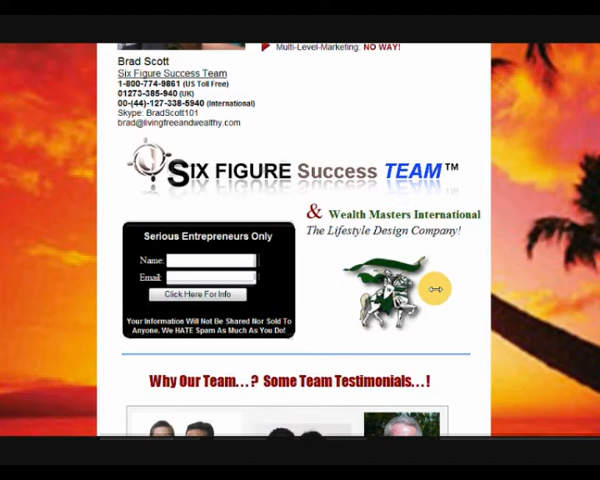 Multi-Level-Marketing: NO WAY!
Brad Scott
Six Figure Success Team
1-800-774-9861 (US Toll Free)
01273-385-940 (UK)
00-(44)-127-338-5940 (International)
Skype: BradScott101
brad@livingfreeandwealthy.com
SIX FIGURE Success TEAM™
& Wealth Masters International
The Lifestyle Design Company!
Serious Entrepreneurs Only
Name:
Email:
Click Here For Info
Your Information Will Not Be Shared Nor Sold To
Anyone. We HATE Spam As Much As You Do!
Why Our Team...? Some Team Testimonials...!